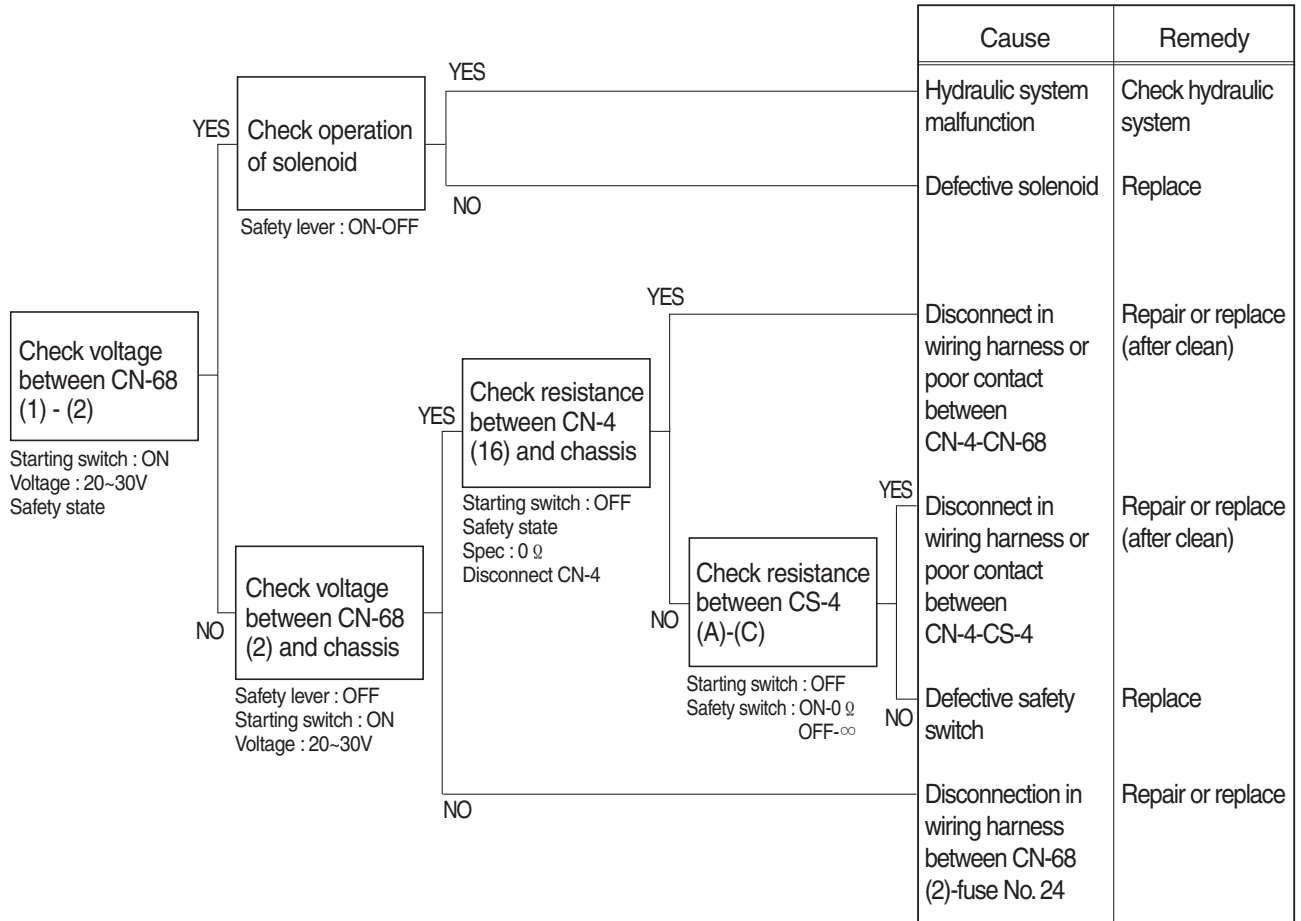 Cause
Remedy
YES
Hydraulic system
malfunction
Check hydraulic
system
YES
Check operation
of solenoid
NO
Defective solenoid
Replace
Safety lever : ON-OFF
YES
Disconnect in
wiring harness or
poor contact
between
CN-4-CN-68
Repair or replace
(after clean)
Check voltage
between CN-68
(1) - (2)
Starting switch : ON
Voltage : 20~30V
Safety state
YES
Check resistance
between CN-4
(16) and chassis
Starting switch : OFF
Safety state
Spec : 0 Ω
Disconnect CN-4
YES
Disconnect in
wiring harness or
poor contact
between
CN-4-CS-4
Repair or replace
(after clean)
NO
Check resistance
between CS-4
(A)-(C)
Starting switch : OFF
Safety switch : ON-0 Ω
OFF-∞
NO
Defective safety
switch
Replace
NO
Check voltage
between CN-68
(2) and chassis
Safety lever : OFF
Starting switch : ON
Voltage : 20~30V
NO
Disconnection in
wiring harness
between CN-68
(2)-fuse No. 24
Repair or replace